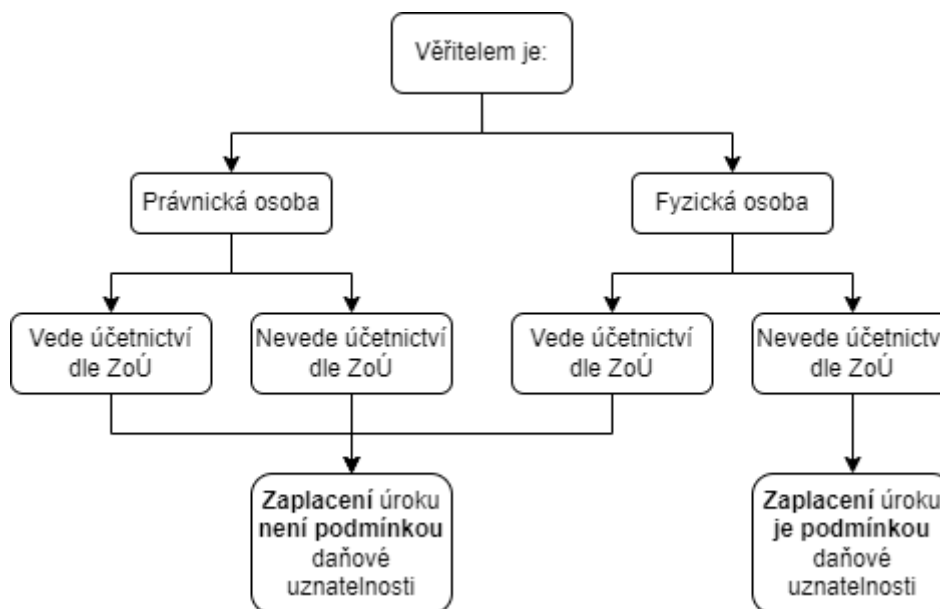 Věřitelem je:
Právnická osoba
Fyzická osoba
Vede účetnictví
dle ZoÚ
Nevede účetnictví
dle ZoÚ
Vede účetnictví
dle ZoÚ
Nevede účetnictví
dle ZoÚ
Zaplacení úroku
není podmínkou
daňové
uznatelnosti
Zaplacení úroku
je podmínkou
daňové
uznatelnosti